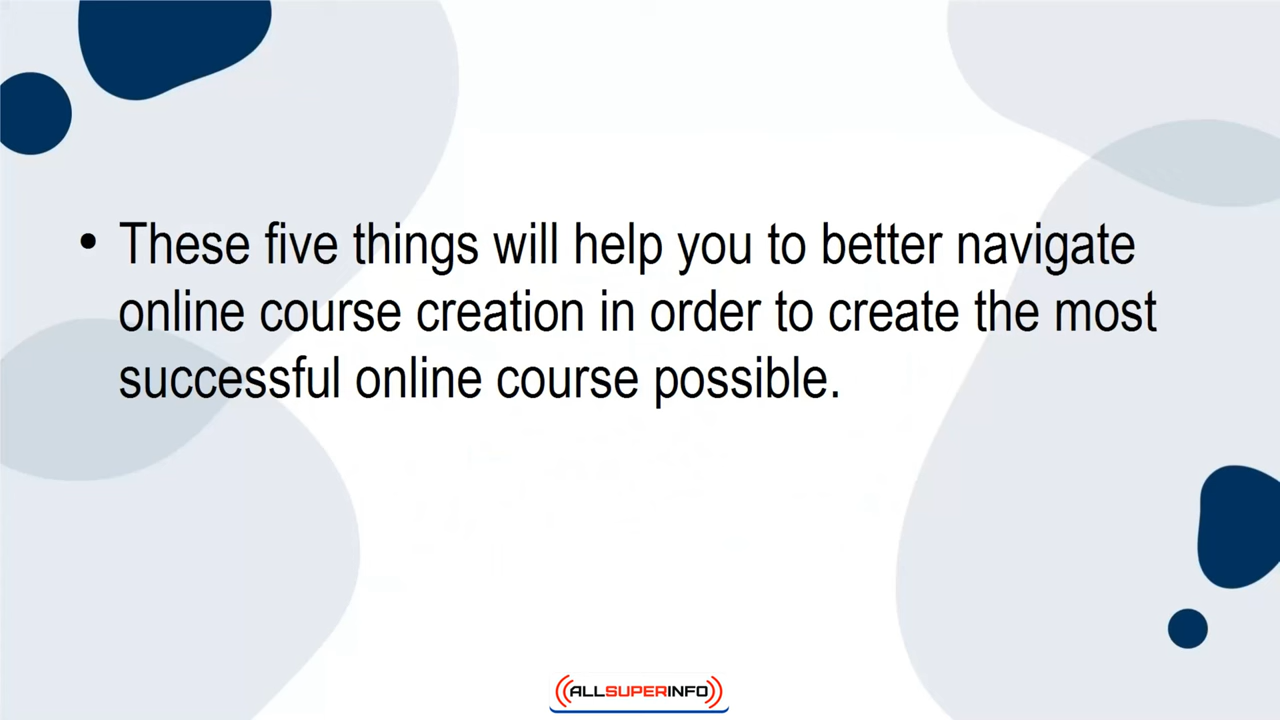 • These five things will help you to better navigate
online course creation in order to create the most
successful online course possible.
ALLSUPERINFO